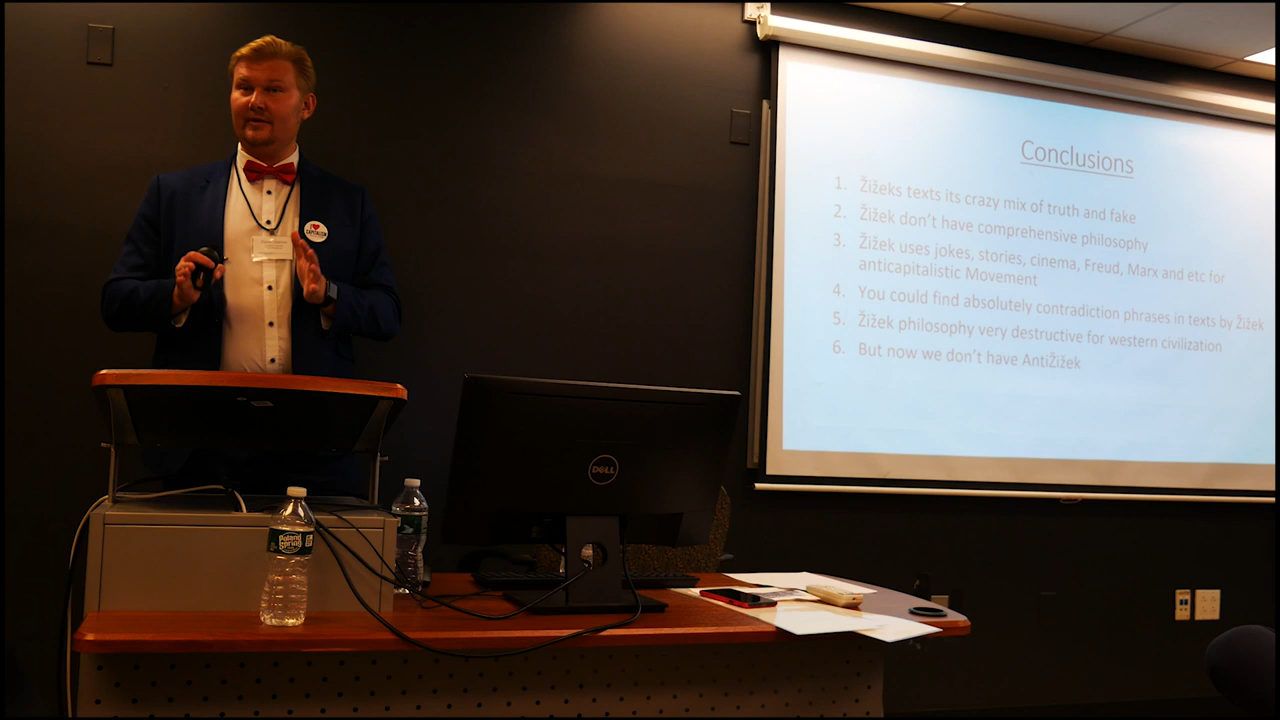 Conclusions
1. Žižeks texts its crazy mix of truth and fake
2. Žižek don't have comprehensive philosophy
3. Žižek uses jokes, stories, cinema, Freud, Marx and etc for
anticapitalistic Movement
4. You could find absolutely contradiction phrases in texts by Žižek
5. Žižek philosophy very destructive for western civilization
6. But now we don't have AntiŽižek
I ♥
CAPITALISM
DELL
Poland
Spring